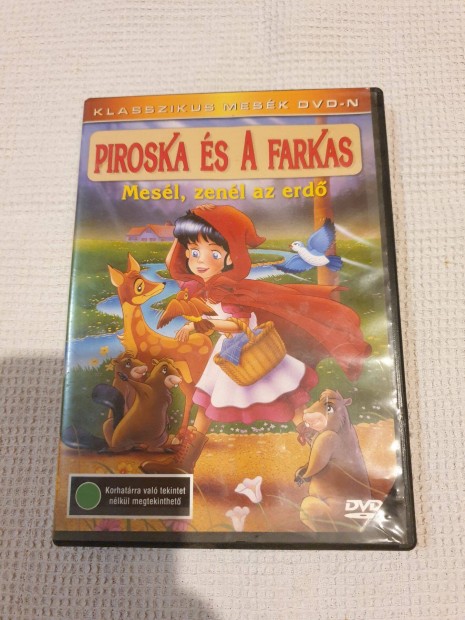 KLASSZIKUS MESÉK DVD-N
PIROSKA ÉS A FARKAS
Mesél, zenél az erdő
Korhatárra való tekintet
nélkül megtekinthető
DVD